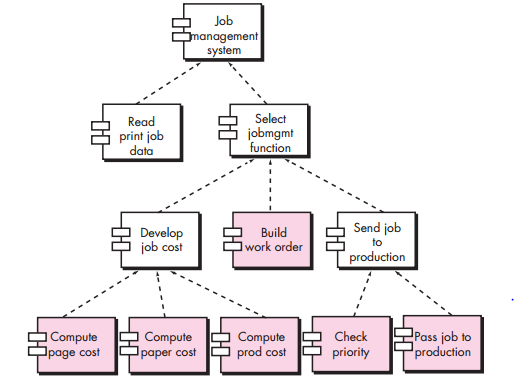 Job
management
system
Read
print job
data
Select
jobmgmt
function
Develop
job cost
Build
work order
Send job
to
production
Compute
page cost
Compute
paper cost
Compute
prod cost
Check
priority
Pass job to
production